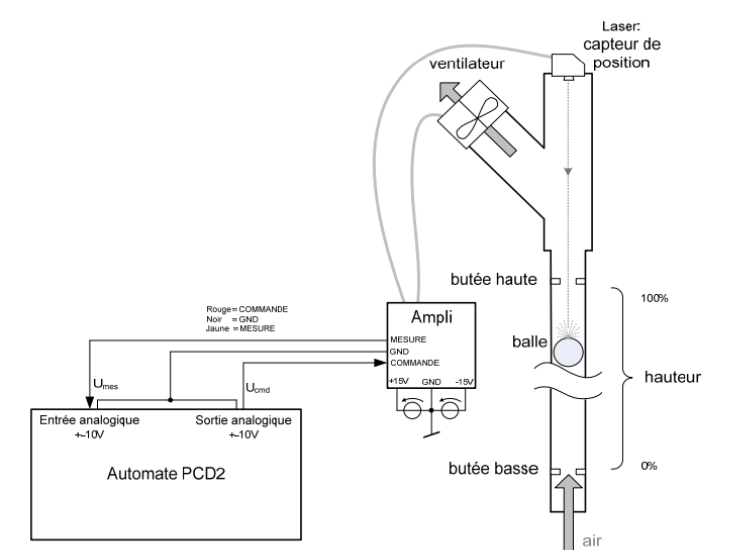 Laser:
capteur de
position
ventilateur
butée haute
100%
Rouge=COMMANDE
Noir =GND
Jaune =MESURE
Ampli
MESURE
GND
COMMANDE
+15V GND -15V
balle
hauteur
Umes
Ucmd
Entrée analogique
+-10V
Sortie analogique
+-10V
Automate PCD2
butée basse
0%
air